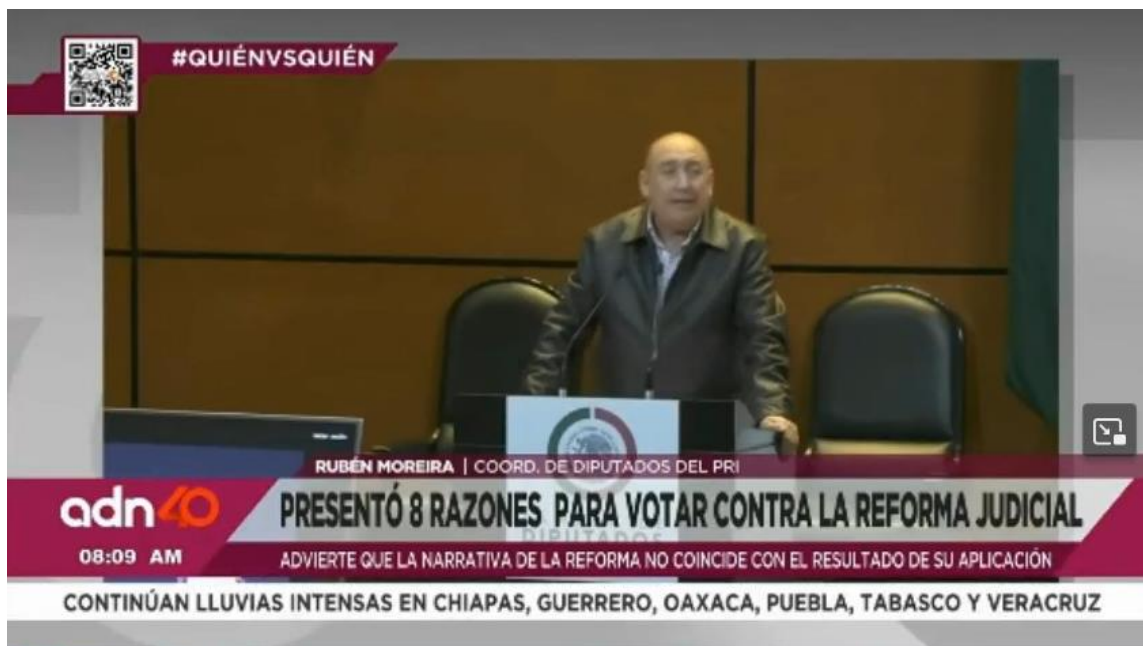 #QUIÉNVSQUIÉN
RUBÉN MOREIRA | COORD. DE DIPUTADOS DEL PRI
adn40
PRESENTÓ 8 RAZONES PARA VOTAR CONTRA LA REFORMA JUDICIAL
DIPUTADOS
08:09 AM
ADVIERTE QUE LA NARRATIVA DE LA REFORMA NO COINCIDE CON EL RESULTADO DE SU APLICACIÓN
CONTINÚAN LLUVIAS INTENSAS EN CHIAPAS, GUERRERO, OAXACA, PUEBLA, TABASCO Y VERACRUZ